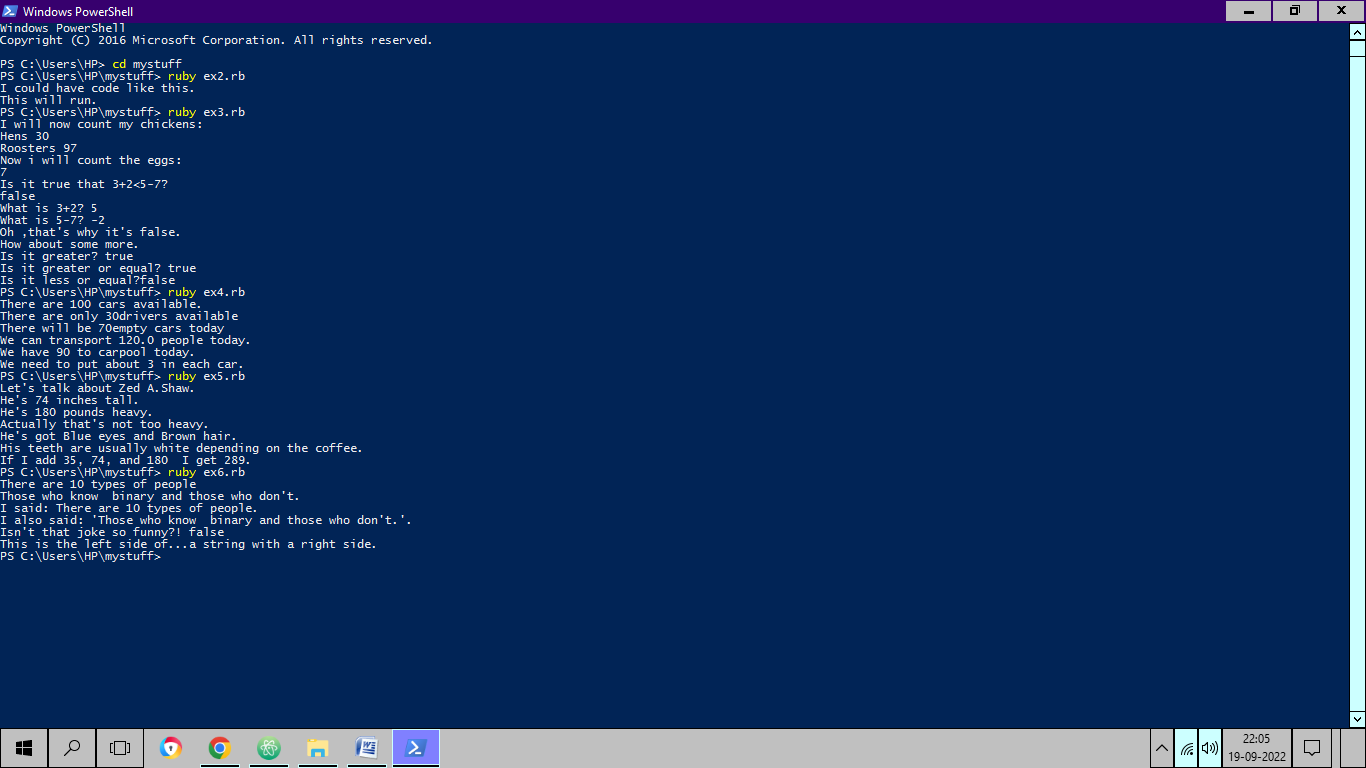 Windows PowerShell
Windows PowerShell
Copyright (C) 2016 Microsoft Corporation. All rights reserved.
PS C:\Users\HP> cd mystuff
PS C:\Users\HP\mystuff> ruby ex2.rb
I could have code like this.
This will run.
PS C:\Users\HP\mystuff> ruby ex3.rb
I will now count my chickens:
Hens 30
Roosters 97
Now i will count the eggs:
7
Is it true that 3+2<5-7?
false
What is 3+2? 5
What is 5-7? -2
Oh ,that's why it's false.
How about some more.
Is it greater? true
Is it greater or equal? true
Is it less or equal?false
PS C:\Users\HP\mystuff> ruby ex4.rb
There are 100 cars available.
There are only 30drivers available
There will be 70empty cars today
We can transport 120.0 people today.
We have 90 to carpool today.
We need to put about 3 in each car.
PS C:\Users\HP\mystuff> ruby ex5.rb
Let's talk about Zed A.Shaw.
He's 74 inches tall.
He's 180 pounds heavy.
Actually that's not too heavy.
He's got Blue eyes and Brown hair.
His teeth are usually white depending on the coffee.
If I add 35, 74, and 180  I get 289.
PS C:\Users\HP\mystuff> ruby ex6.rb
There are 10 types of people
Those who know  binary and those who don't.
I said: There are 10 types of people.
I also said: 'Those who know  binary and those who don't.'.
Isn't that joke so funny?! false
This is the left side of...a string with a right side.
PS C:\Users\HP\mystuff>
22:05
19-09-2022